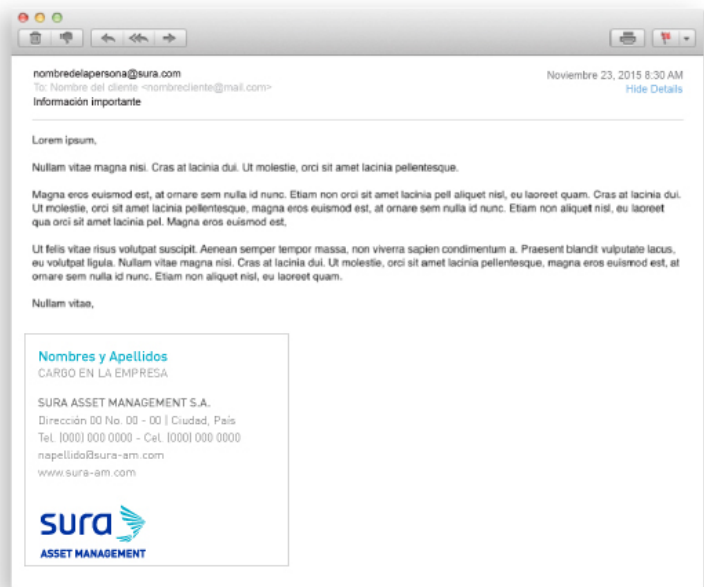 nombredelapersona@sura.com
Noviembre 23, 2015 8:30 AM
To: Nombre del cliente <nombrecliente@mail.com>
Hide Details
Información importante
Lorem ipsum,
Nullam vitae magna nisi. Cras at lacinia dui. Ut molestie, orci sit amet lacinia pellentesque.
Magna eros euismod est, at ornare sem nulla id nunc. Etiam non orci sit amet lacinia pell aliquet nisl, eu laoreet quam. Cras at lacinia dui.
Ut molestie, orci sit amet lacinia pellentesque, magna eros euismod est, at ornare sem nulla id nunc. Etiam non aliquet nisl, eu laoreet
qua orci sit amet lacinia pel. Magna eros euismod est,
Ut felis vitae risus volutpat suscipit. Aenean semper tempor massa, non viverra sapien condimentum a. Praesent blandit vulputate lacus,
eu volutpat ligula. Nullam vitae magna nisi. Cras at lacinia dui. Ut molestie, orci sit amet lacinia pellentesque, magna eros euismod est, at
ornare sem nulla id nunc. Etiam non aliquet nisl, eu laoreet quam.
Nullam vitae,
Nombres y Apellidos
CARGO EN LA EMPRESA
SURA ASSET MANAGEMENT S.A.
Dirección 00 No. 00 - 00 | Ciudad, País
Tel. (000) 000 0000 - Cel. (000) 000 0000
napellido@sura-am.com
www.sura-am.com
sura
ASSET MANAGEMENT